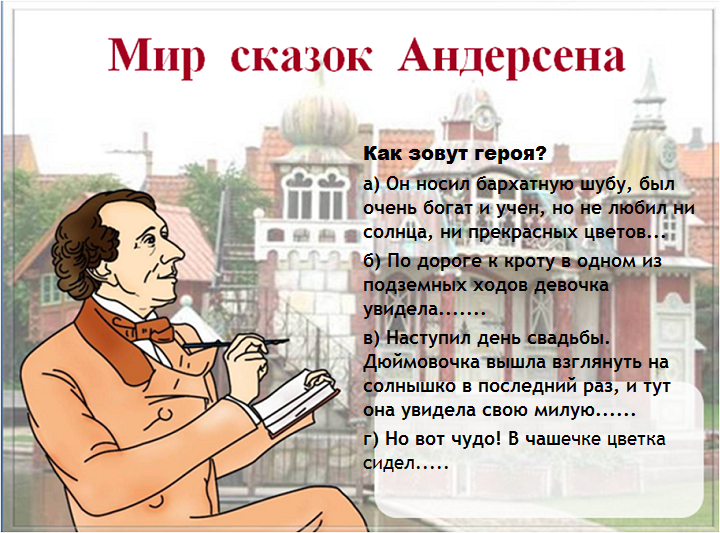 Мир сказок Андерсена
Как зовут героя?
а) Он носил бархатную шубу, был
очень богат и учен, но не любил ни
солнца, ни прекрасных цветов...
б) По дороге к кроту в одном из
подземных ходов девочка
увидела.......
в) Наступил день свадьбы.
Дюймовочка вышла взглянуть на
солнышко в последний раз, и тут
она увидела свою милую......
г) Но вот чудо! В чашечке цветка
сидел.....